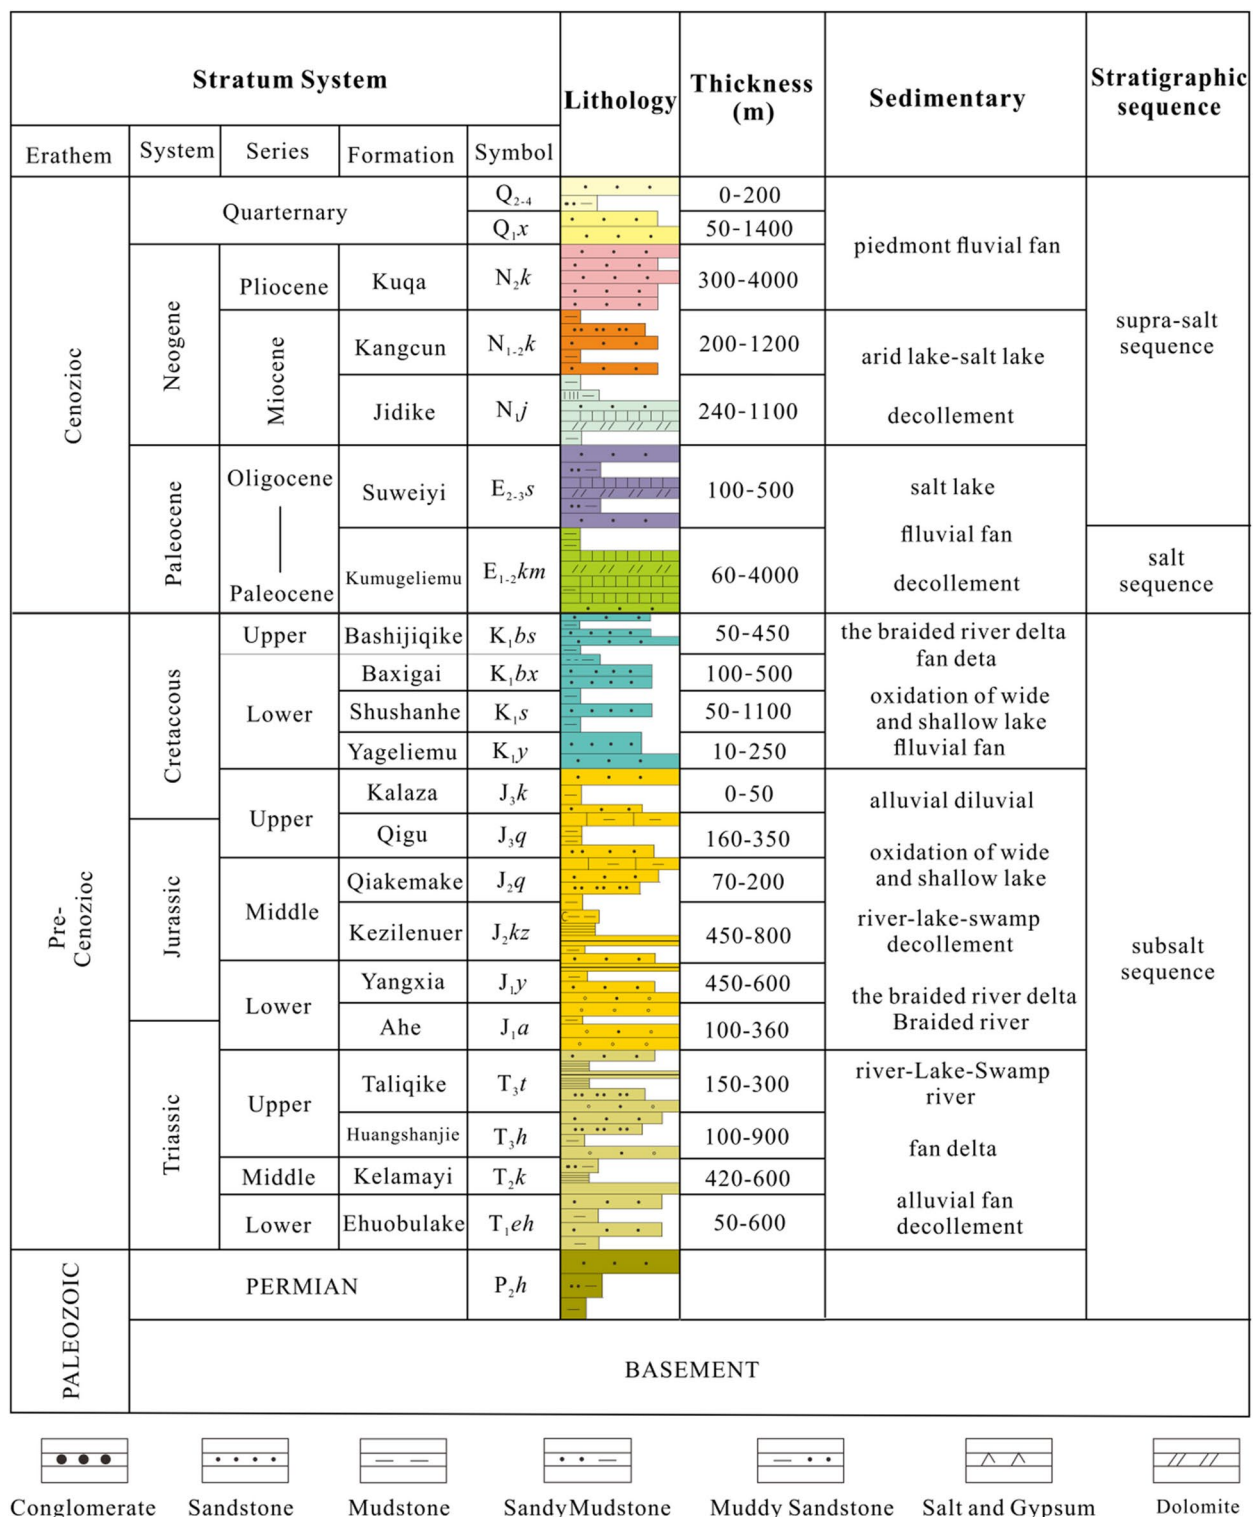 Stratum System
Lithology
Thickness
(m)
Sedimentary
Stratigraphic
sequence
Erathem
System
Series
Formation
Symbol
Cenozioc
Quarternary
Q2-4
0-200
piedmont fluvial fan
supra-salt
sequence
Q1x
50-1400
Neogene
Pliocene
Kuqa
N2k
300-4000
Miocene
Kangcun
N1-2k
200-1200
arid lake-salt lake
decollement
Jidike
N1j
240-1100
Paleocene
Oligocene
Paleocene
Suweiyi
E2-3s
100-500
salt lake
flluvial fan
decollement
Kumugeliemu
E1-2km
60-4000
salt
sequence
Pre-
Cenozioc
Cretaccous
Upper
Bashijiqike
K1bs
50-450
the braided river delta
fan deta
subsalt
sequence
Lower
Baxigai
K1bx
100-500
oxidation of wide
and shallow lake
flluvial fan
Shushanhe
K1s
50-1100
Yageliemu
K1y
10-250
Upper
Kalaza
J3k
0-50
alluvial diluvial
Jurassic
Qigu
J3q
160-350
oxidation of wide
and shallow lake
Middle
Qiakemake
J2q
70-200
Kezilenuer
J2kz
450-800
river-lake-swamp
decollement
Lower
Yangxia
J1y
450-600
the braided river delta
Braided river
Ahe
J1a
100-360
Triassic
Upper
Taliqike
T3t
150-300
river-Lake-Swamp
river
Huangshanjie
T3h
100-900
fan delta
Middle
Kelamayi
T2k
420-600
alluvial fan
decollement
Lower
Ehuobulake
T1eh
50-600
PALEOZOIC
PERMIAN
P2h
BASEMENT
Conglomerate
Sandstone
Mudstone
SandyMudstone
Muddy Sandstone
Salt and Gypsum
Dolomite